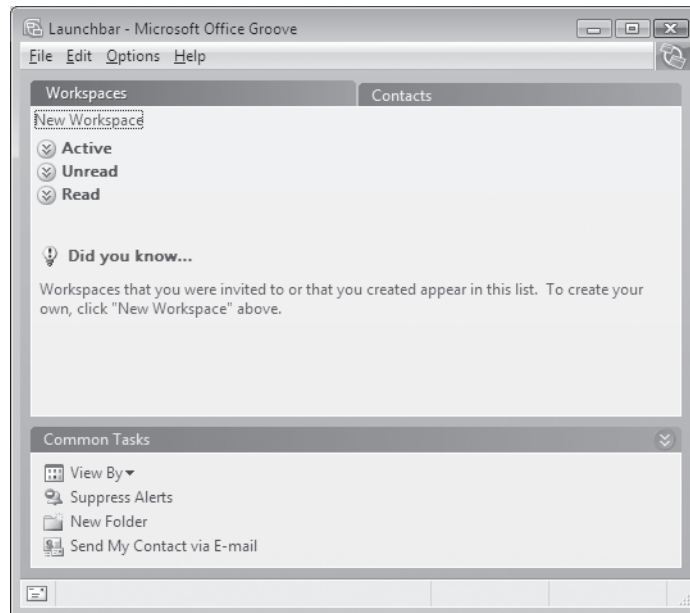 Launchbar - Microsoft Office Groove
File Edit Options Help
Workspaces Contacts
New Workspace
Active
Unread
Read
Did you know...
Workspaces that you were invited to or that you created appear in this list. To create your
own, click "New Workspace" above.
Common Tasks
View By
Suppress Alerts
New Folder
Send My Contact via E-mail